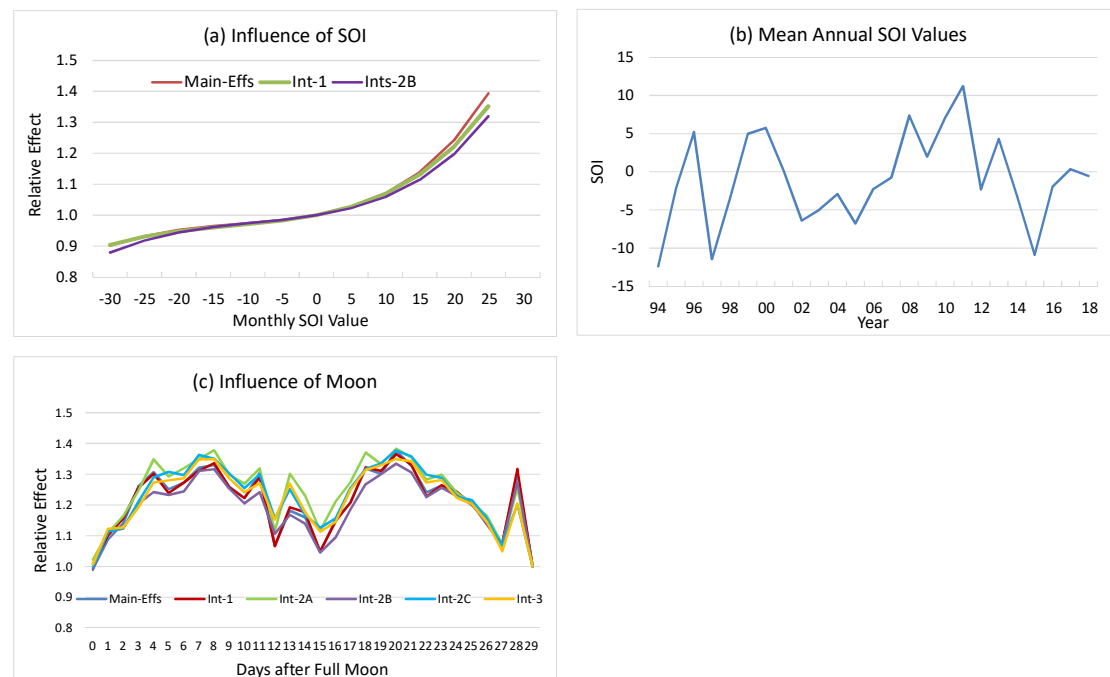 (a) Influence of SOI
1.5
1.4
1.3
1.2
1.1
1.0
0.9
0.8
Relative Effect
Main-Effs Int-1 Ints-2B
-30 -25 -20 -15 -10 -5 0 5 10 15 20 25 30
Monthly SOI Value
(b) Mean Annual SOI Values
15
10
5
0
-5
-10
-15
SOI
94 96 98 00 02 04 06 08 10 12 14 16 18
Year
(c) Influence of Moon
1.5
1.4
1.3
1.2
1.1
1.0
0.9
0.8
Relative Effect
Main-Effs Int-1 Int-2A Int-2B Int-2C Int-3
0 1 2 3 4 5 6 7 8 9 10 11 12 13 14 15 16 17 18 19 20 21 22 23 24 25 26 27 28 29
Days after Full Moon